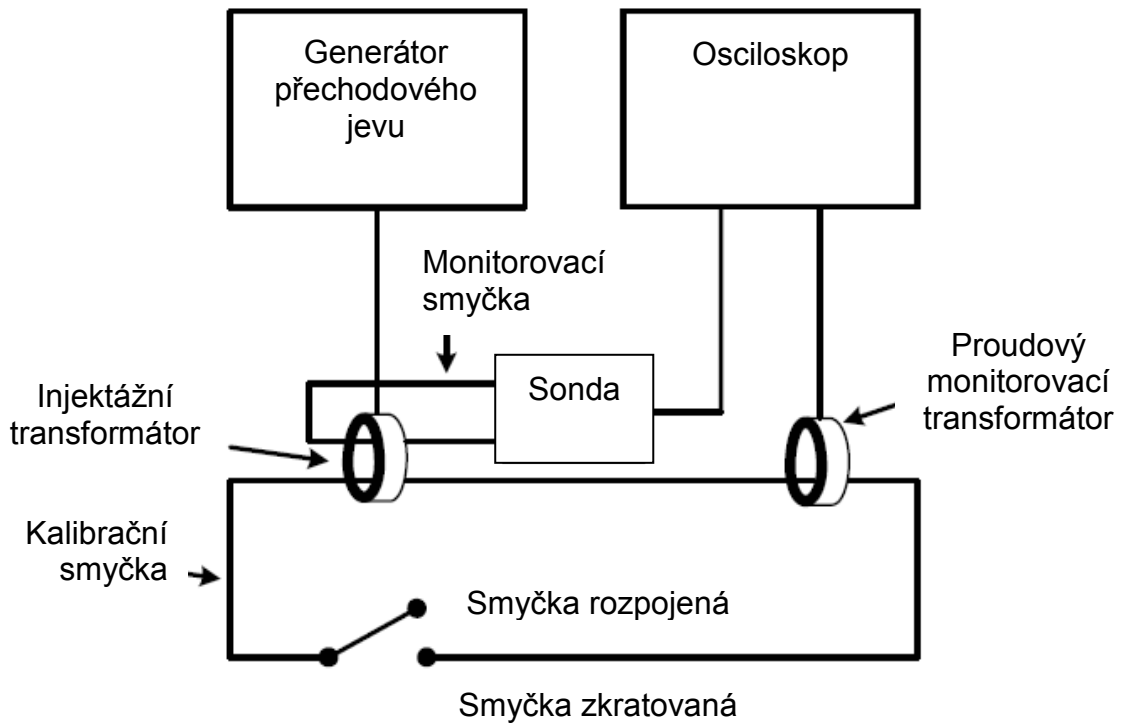 Generátor
přechodového
jevu
Osciloskop
Monitorovací
smyčka
Sonda
Proudový
monitorovací
transformátor
Injektážní
transformátor
Kalibrační
smyčka
Smyčka rozpojená
Smyčka zkratovaná